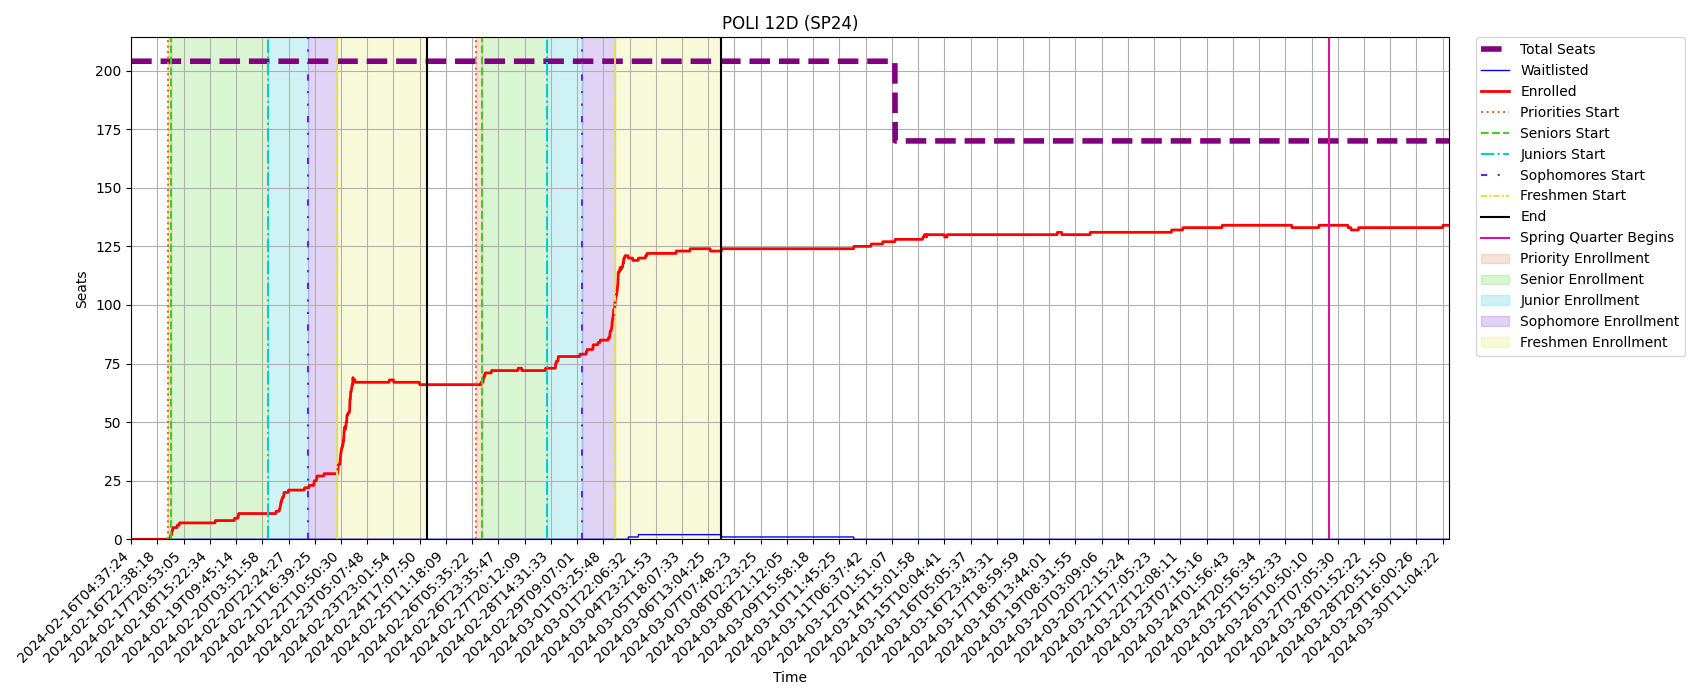 POLI 12D (SP24)
Seats
200
175
150
125
100
75
50
25
0
2024-02-16T04:37:24
2024-02-16T22:38:18
2024-02-17T20:53:05
2024-02-18T15:22:34
2024-02-19T09:45:14
2024-02-20T03:51:58
2024-02-20T22:24:27
2024-02-21T16:39:25
2024-02-22T10:50:30
2024-02-23T05:07:48
2024-02-23T23:01:54
2024-02-24T17:07:50
2024-02-25T11:18:09
2024-02-26T05:35:22
2024-02-26T23:35:47
2024-02-27T20:12:09
2024-02-28T14:31:33
2024-02-29T09:07:01
2024-03-01T03:25:48
2024-03-01T22:06:32
2024-03-04T23:21:53
2024-03-05T18:07:33
2024-03-06T13:04:25
2024-03-07T07:48:23
2024-03-08T02:23:25
2024-03-08T21:12:05
2024-03-09T15:58:18
2024-03-10T11:45:25
2024-03-11T06:37:42
2024-03-12T01:51:07
2024-03-14T15:01:58
2024-03-15T10:04:41
2024-03-16T05:05:37
2024-03-16T23:43:31
2024-03-17T18:59:59
2024-03-18T13:44:01
2024-03-19T08:31:55
2024-03-20T03:09:06
2024-03-20T22:15:24
2024-03-21T17:05:23
2024-03-22T12:08:11
2024-03-23T07:15:16
2024-03-24T01:56:43
2024-03-24T20:56:34
2024-03-25T15:52:33
2024-03-26T10:50:10
2024-03-27T07:05:30
2024-03-28T01:52:22
2024-03-28T20:51:50
2024-03-29T16:00:26
2024-03-30T11:04:22
Time
Total Seats
Waitlisted
Enrolled
Priorities Start
Seniors Start
Juniors Start
Sophomores Start
Freshmen Start
End
Spring Quarter Begins
Priority Enrollment
Senior Enrollment
Junior Enrollment
Sophomore Enrollment
Freshmen Enrollment